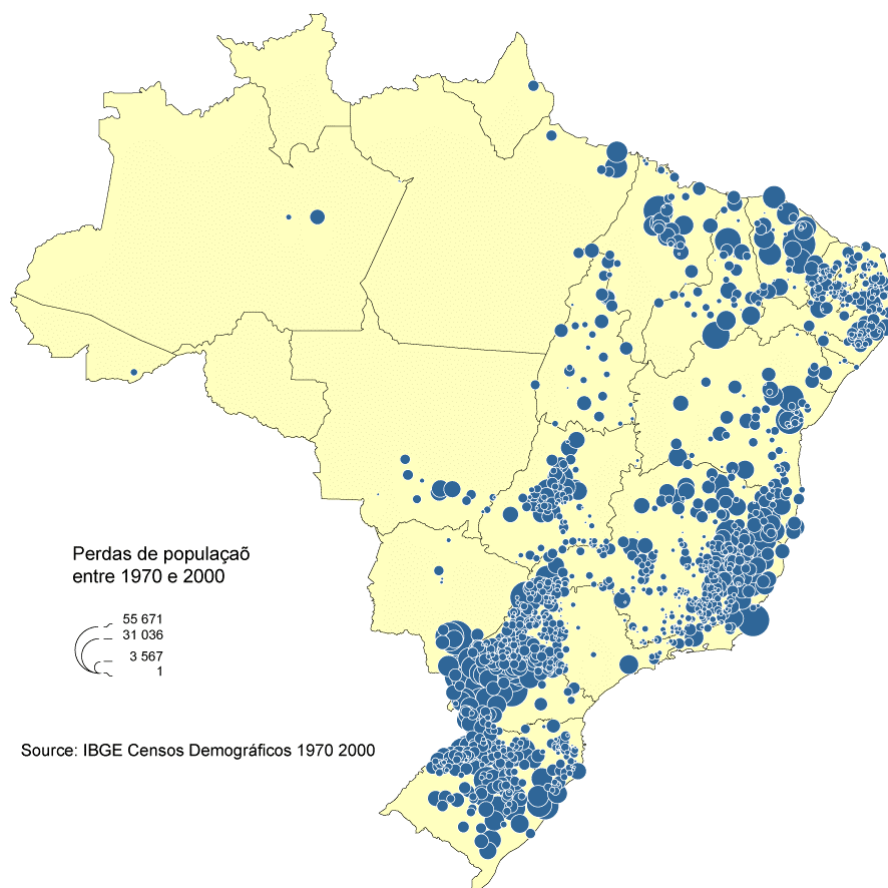 Perdas de populaçaõ
entre 1970 e 2000
55 671
31 036
3 567
1
Source: IBGE Censos Demográficos 1970 2000